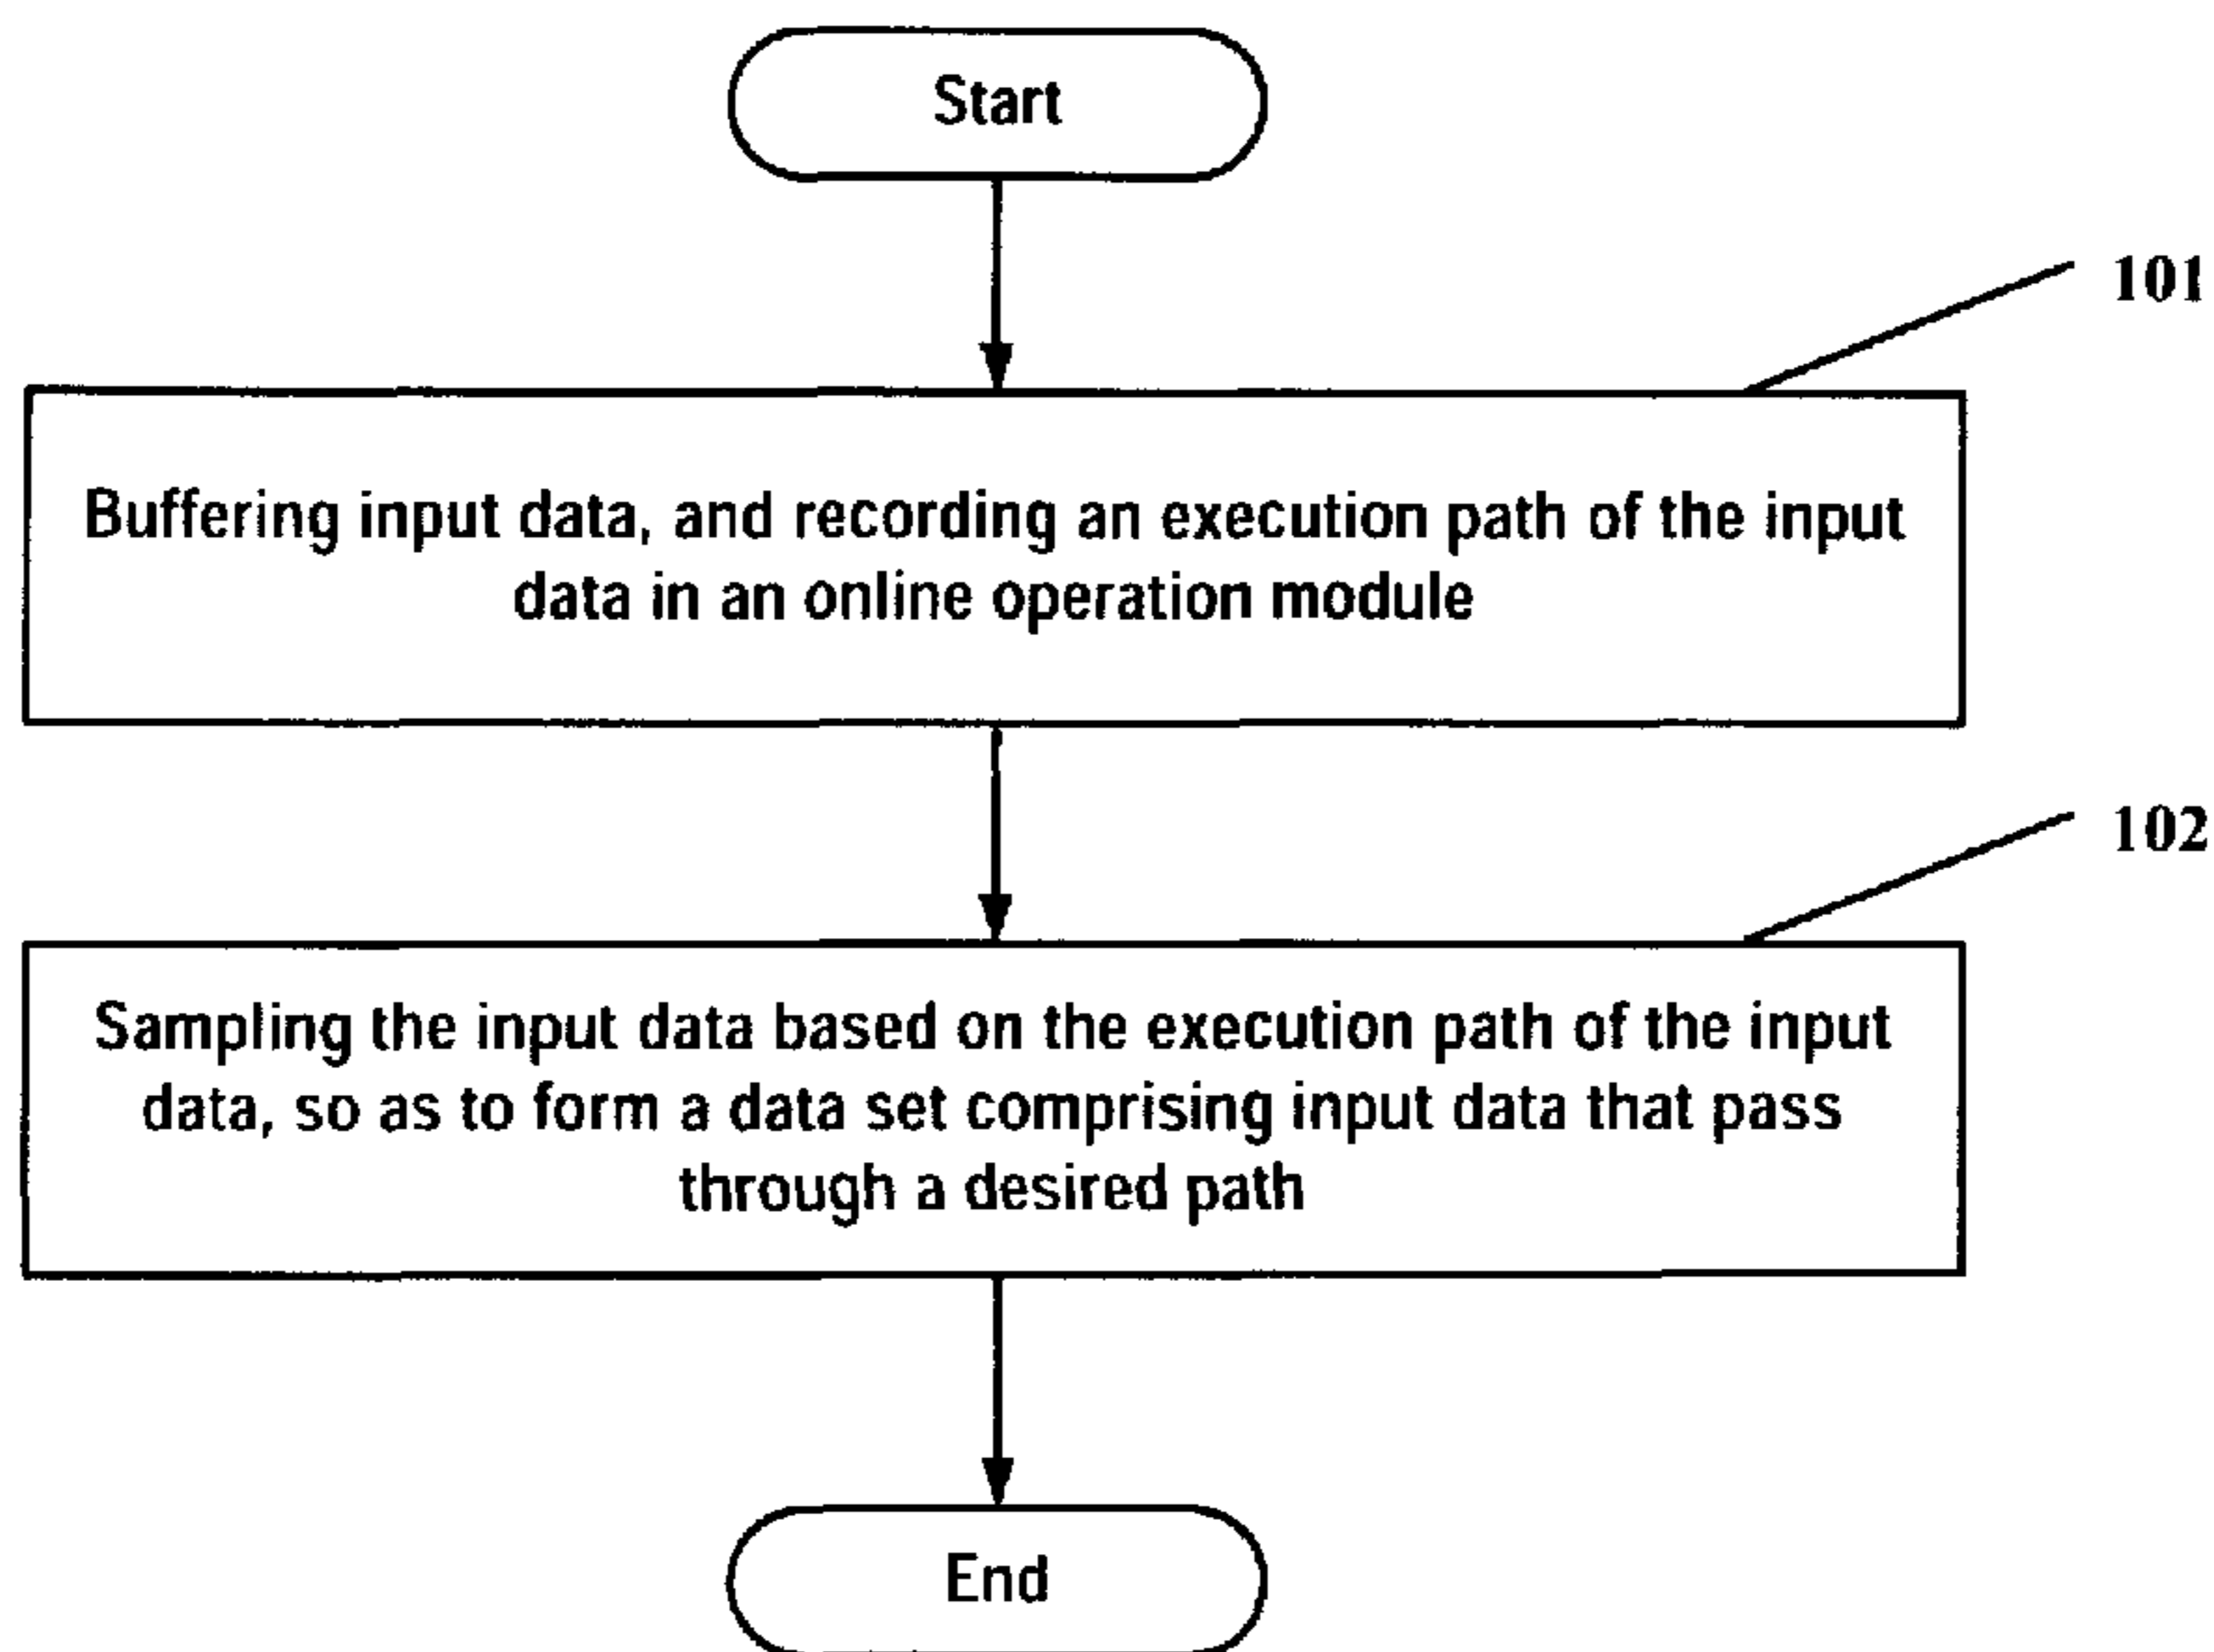 Start
101
Buffering input data, and recording an execution path of the input
data in an online operation module
102
Sampling the input data based on the execution path of the input
data, so as to form a data set comprising input data that pass
through a desired path
End